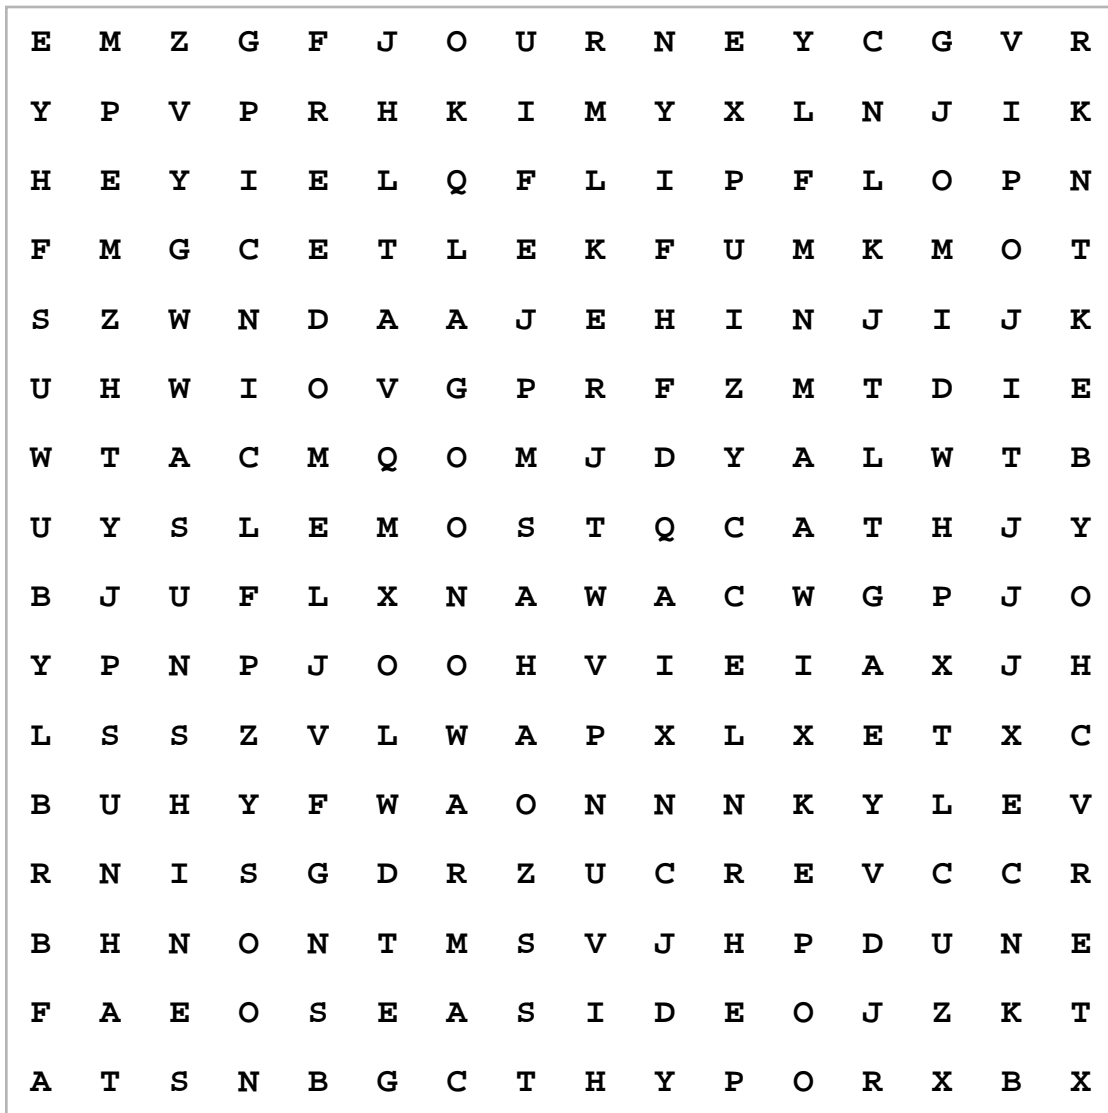 E M Z G F J O U R N E Y C G V R
Y P V P R H K I M Y X L N J I K
H E Y I E L Q F L I P F L O P N
F M G C E T L E K F U M K M O T
S Z W N D A A J E H I N J I J K
U H W I O V G P R F Z M T D I E
W T A C M Q O M J D Y A L W T B
U Y S L E M O S T Q C A T H J Y
B J U F L X N A W A C W G P J O
Y P N P J O O H V I E I A X J H
L S S Z V L W A P X L X E T X C
B U H Y F W A O N N N K Y L E V
R N I S G D R Z U C R E V C C R
B H N O N T M S V J H P D U N E
F A E O S E A S I D E O J Z K T
A T S N B G C T H Y P O R X B X